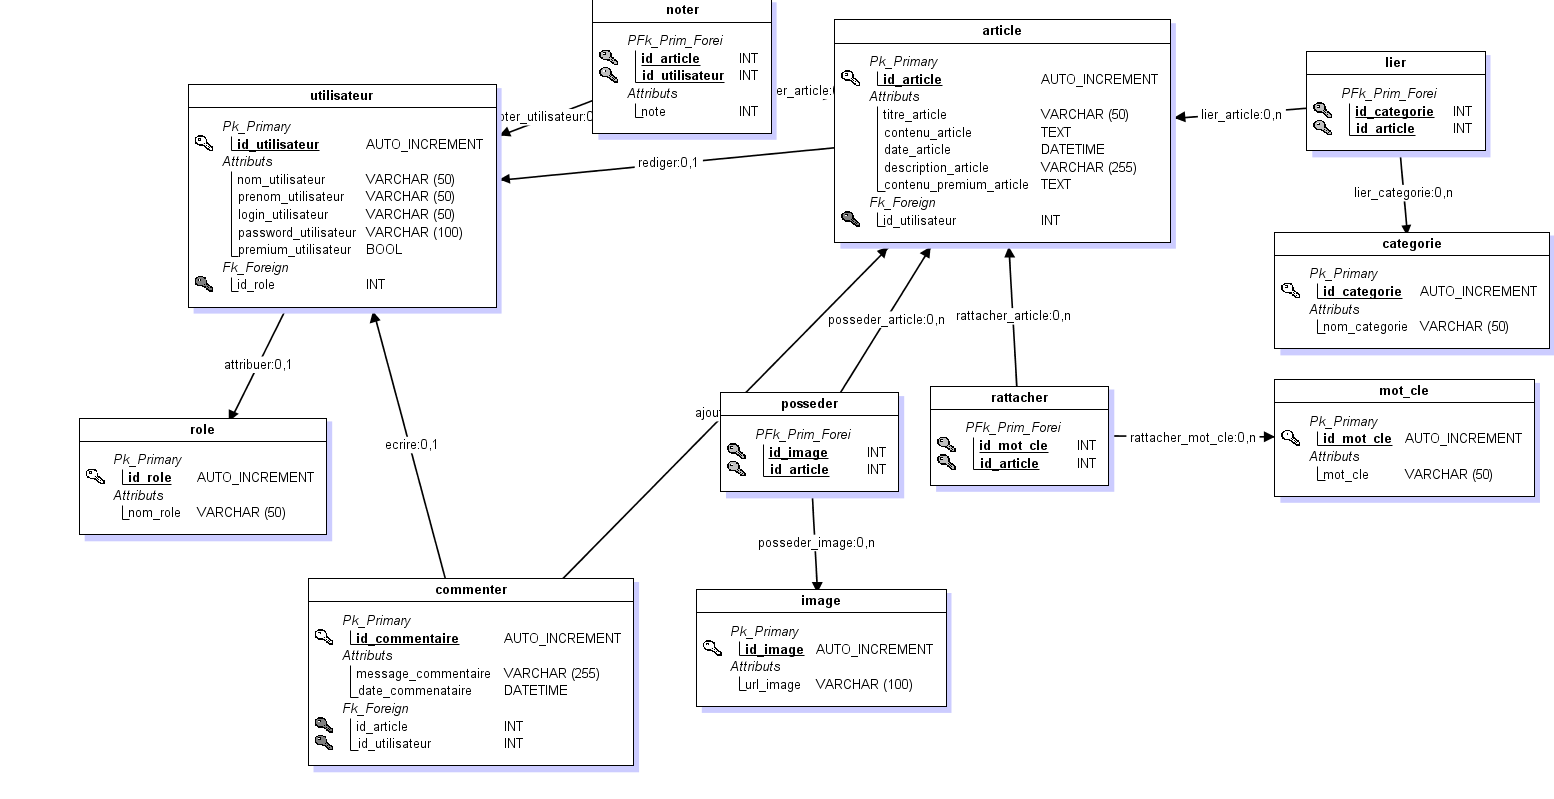 noter
PFk_Prim_Forei
id_article INT
id_utilisateur INT
Attributs
note INT
article
Pk_Primary
id_article AUTO_INCREMENT
Attributs
titre_article VARCHAR (50)
contenu_article TEXT
date_article DATETIME
description_article VARCHAR (255)
contenu_premium_article TEXT
Fk_Foreign
id_utilisateur INT
lier
PFk_Prim_Forei
id_categorie INT
id_article INT
utilisateur
Pk_Primary
id_utilisateur AUTO_INCREMENT
Attributs
nom_utilisateur VARCHAR (50)
prenom_utilisateur VARCHAR (50)
login_utilisateur VARCHAR (50)
password_utilisateur VARCHAR (100)
premium_utilisateur BOOL
Fk_Foreign
id_role INT
rediger:0,1
lier_article:0,n
lier_categorie:0,n
categorie
Pk_Primary
id_categorie AUTO_INCREMENT
Attributs
nom_categorie VARCHAR (50)
posseder_article:0,n
rattacher_article:0,n
attribuer:0,1
ecrire:0,1
role
Pk_Primary
id_role AUTO_INCREMENT
Attributs
nom_role VARCHAR (50)
posseder
PFk_Prim_Forei
id_image INT
id_article INT
rattacher
PFk_Prim_Forei
id_mot_cle INT
id_article INT
rattacher_mot_cle:0,n
mot_cle
Pk_Primary
id_mot_cle AUTO_INCREMENT
Attributs
mot_cle VARCHAR (50)
posseder_image:0,n
commenter
Pk_Primary
id_commentaire AUTO_INCREMENT
Attributs
message_commentaire VARCHAR (255)
date_commenataire DATETIME
Fk_Foreign
id_article INT
id_utilisateur INT
image
Pk_Primary
id_image AUTO_INCREMENT
Attributs
url_image VARCHAR (100)